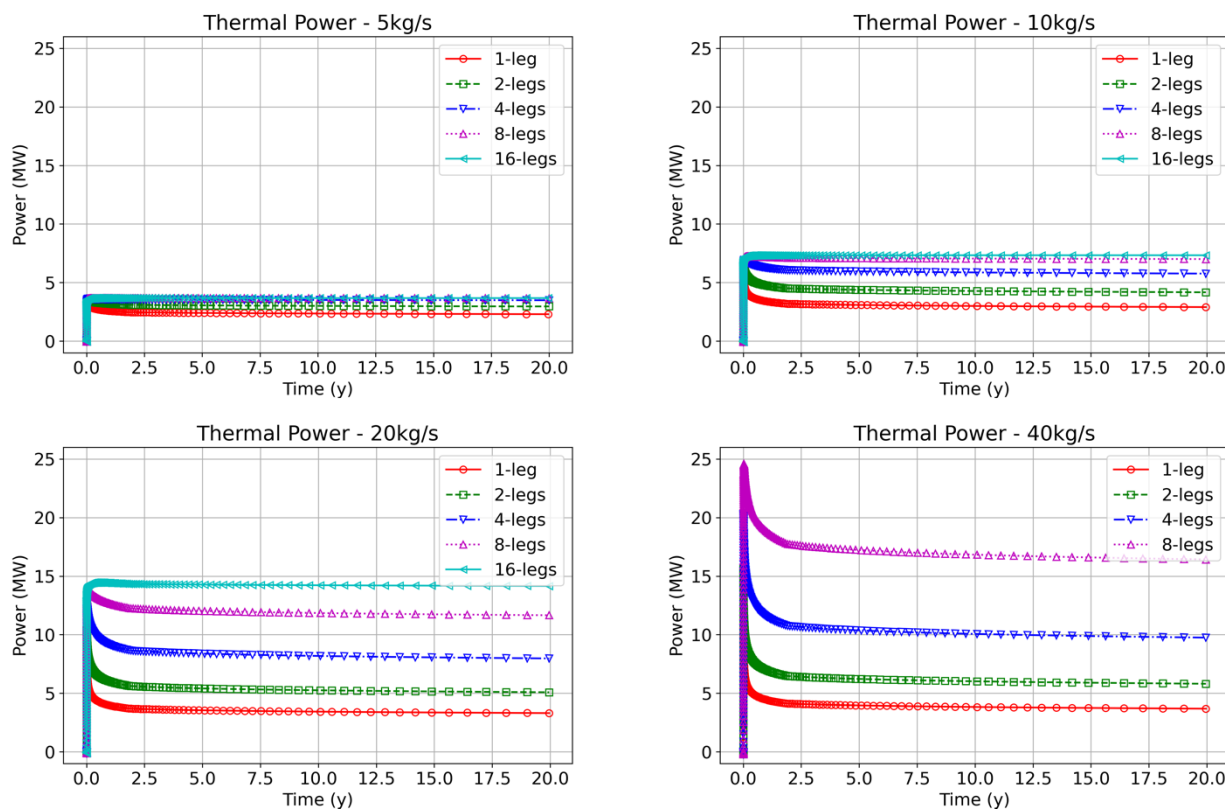 Thermal Power - 5kg/s
25
20
15
10
5
0
Power (MW)
1-leg
2-legs
4-legs
8-legs
16-legs
0.0 2.5 5.0 7.5 10.0 12.5 15.0 17.5 20.0
Time (y)
Thermal Power - 10kg/s
25
20
15
10
5
0
Power (MW)
1-leg
2-legs
4-legs
8-legs
16-legs
0.0 2.5 5.0 7.5 10.0 12.5 15.0 17.5 20.0
Time (y)
Thermal Power - 20kg/s
25
20
15
10
5
0
Power (MW)
1-leg
2-legs
4-legs
8-legs
16-legs
0.0 2.5 5.0 7.5 10.0 12.5 15.0 17.5 20.0
Time (y)
Thermal Power - 40kg/s
25
20
15
10
5
0
Power (MW)
1-leg
2-legs
4-legs
8-legs
0.0 2.5 5.0 7.5 10.0 12.5 15.0 17.5 20.0
Time (y)